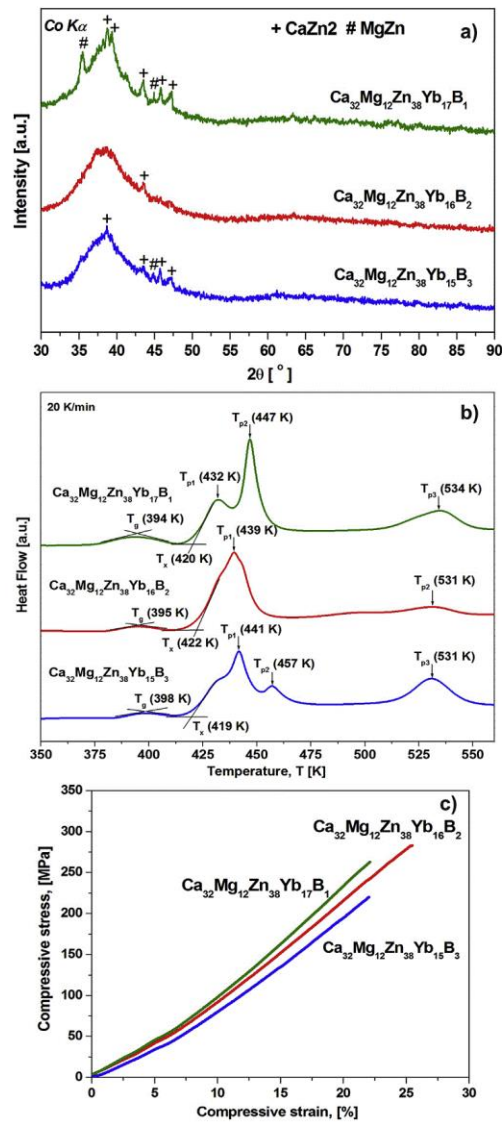 Co Kα
+ CaZn2 # MgZn
a)
#
+
+
+
#
+
+
Ca32Mg12Zn38Yb17B1
+
Ca32Mg12Zn38Yb16B2
+
+
#
+
+
Ca32Mg12Zn38Yb15B3
Intensity [a.u.]
30 35 40 45 50 55 60 65 70 75 80 85 90
2θ [ ° ]
20 K/min
b)
Tp2 (447 K)
Tp1 (432 K)
Tp3 (534 K)
Ca32Mg12Zn38Yb17B1
Tg (394 K)
Tx (420 K)
Tp1 (439 K)
Ca32Mg12Zn38Yb16B2
Tp2 (531 K)
Tg (395 K)
Tx (422 K)
Tp1 (441 K)
Ca32Mg12Zn38Yb15B3
Tp2 (457 K)
Tp3 (531 K)
Tg (398 K)
Tx (419 K)
Heat Flow [a.u.]
350 375 400 425 450 475 500 525 550
Temperature, T [K]
350
300
250
200
150
100
50
0
c)
Ca32Mg12Zn38Yb16B2
Ca32Mg12Zn38Yb17B1
Ca32Mg12Zn38Yb15B3
Compressive stress, [MPa]
0 5 10 15 20 25 30
Compressive strain, [%]